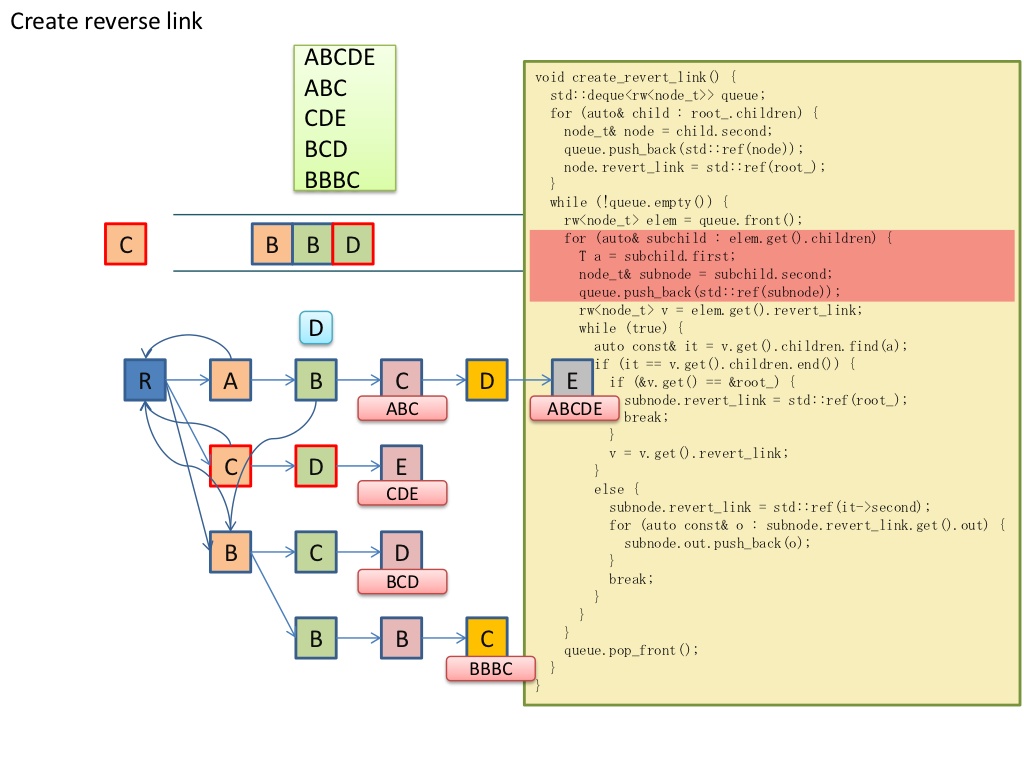 Create reverse link
ABCDE
ABC
CDE
BCD
BBBC
C
B B D
D
R A B C D E
ABC
ABCDE
C D E
CDE
B C D
BCD
B B C
BBBC
void create_revert_link() {
  std::deque<rw<node_t>> queue;
  for (auto& child : root_.children) {
    node_t& node = child.second;
    queue.push_back(std::ref(node));
    node.revert_link = std::ref(root_);
  }
  while (!queue.empty()) {
    rw<node_t> elem = queue.front();
    for (auto& subchild : elem.get().children) {
      T a = subchild.first;
      node_t& subnode = subchild.second;
      queue.push_back(std::ref(subnode));
      rw<node_t> v = elem.get().revert_link;
      while (true) {
        auto const& it = v.get().children.find(a);
        if (it == v.get().children.end()) {
          if (&v.get() == &root_) {
            subnode.revert_link = std::ref(root_);
            break;
          }
          v = v.get().revert_link;
        }
        else {
          subnode.revert_link = std::ref(it->second);
          for (auto const& o : subnode.revert_link.get().out) {
            subnode.out.push_back(o);
          }
          break;
        }
      }
    }
    queue.pop_front();
  }
}